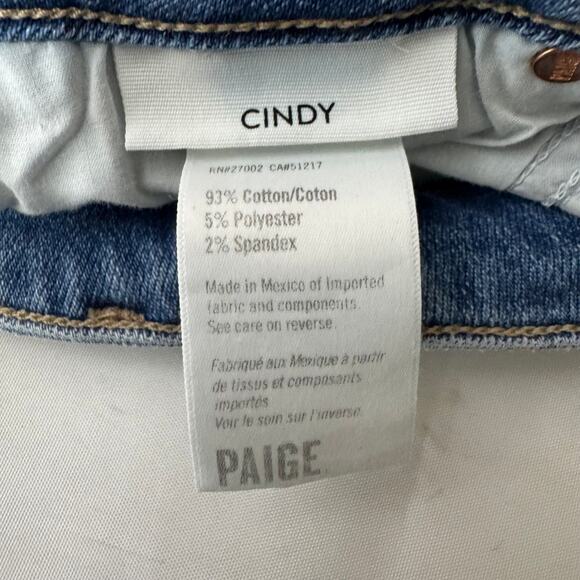 CINDY
RN#27002 CA#51217
93% Cotton/Coton
5% Polyester
2% Spandex
Made in Mexico of Imported
fabric and components.
See care on reverse.
Fabriqué aux Mexique à partir
de tissus et composants
importés
Voir le soin sur l'inverse.
PAIGE